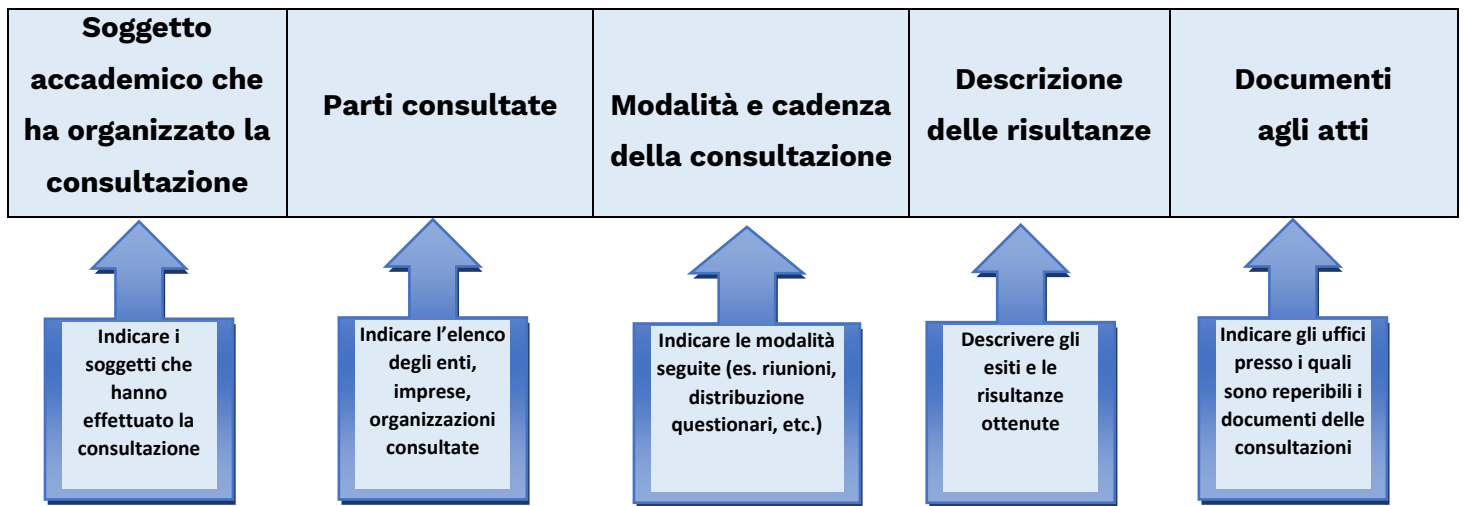 Soggetto
accademico che
ha organizzato la
consultazione
Parti consultate
Modalità e cadenza
della consultazione
Descrizione
delle risultanze
Documenti
agli atti
Indicare i
soggetti che
hanno
effettuato la
consultazione
Indicare l’elenco
degli enti,
imprese,
organizzazioni
consultate
Indicare le modalità
seguite (es. riunioni,
distribuzione
questionari, etc.)
Descrivere gli
esiti e le
risultanze
ottenute
Indicare gli uffici
presso i quali
sono reperibili i
documenti delle
consultazioni